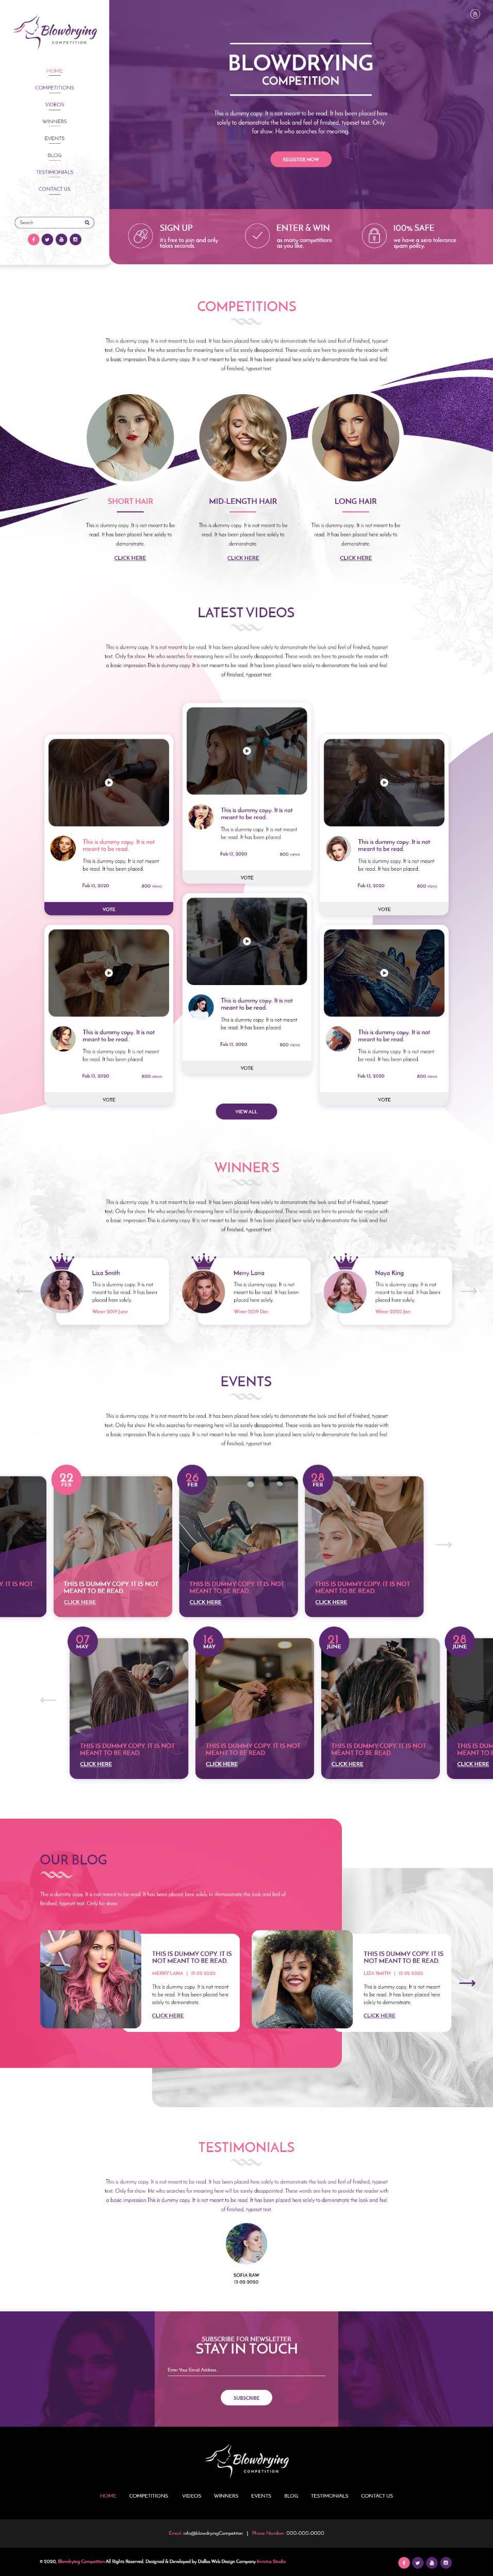 Blowdrying
COMPETITION
HOME
COMPETITIONS
VIDEOS
WINNERS
EVENTS
BLOG
TESTIMONIALS
CONTACT US
Search
BLOWDRYING
COMPETITION
This is dummy copy. It is not meant to be read. It has been placed here
solely to demonstrate the look and feel of finished, typeset text. Only
for show. He who searches for meaning.
REGISTER NOW
SIGN UP
it's free to join and only
takes seconds.
ENTER & WIN
as many competitions
as you like.
100% SAFE
we have a zero tolerance
spam policy.
COMPETITIONS
This is dummy copy. It is not meant to be read. It has been placed here solely to demonstrate the look and feel of finished, typeset
text. Only for show. He who searches for meaning here will be sorely disappointed. These words are here to provide the reader with
a basic impression.This is dummy copy. It is not meant to be read. It has been placed here solely to demonstrate the look and feel
of finished, typeset text.
SHORT HAIR
This is dummy copy. It is not meant to be
read. It has been placed here solely to
demonstrate.
CLICK HERE
MID-LENGTH HAIR
This is dummy copy. It is not meant to be
read. It has been placed here solely to
demonstrate.
CLICK HERE
LONG HAIR
This is dummy copy. It is not meant to be
read. It has been placed here solely to
demonstrate.
CLICK HERE
LATEST VIDEOS
This is dummy copy. It is not meant to be read. It has been placed here solely to demonstrate the look and feel of finished, typeset
text. Only for show. He who searches for meaning here will be sorely disappointed. These words are here to provide the reader with
a basic impression.This is dummy copy. It is not meant to be read. It has been placed here solely to demonstrate the look and feel
of finished, typeset text.
This is dummy copy. It is not
meant to be read.
This is dummy copy. It is not meant
to be read. It has been placed.
Feb 13, 2020 800 views
VOTE
This is dummy copy. It is not
meant to be read.
This is dummy copy. It is not meant
to be read. It has been placed.
Feb 13, 2020 800 views
VOTE
This is dummy copy. It is not
meant to be read.
This is dummy copy. It is not meant
to be read. It has been placed.
Feb 13, 2020 800 views
VOTE
This is dummy copy. It is not
meant to be read.
This is dummy copy. It is not meant
to be read. It has been placed.
Feb 13, 2020 800 views
VOTE
This is dummy copy. It is not
meant to be read.
This is dummy copy. It is not meant
to be read. It has been placed.
Feb 13, 2020 800 views
VOTE
This is dummy copy. It is not
meant to be read.
This is dummy copy. It is not meant
to be read. It has been placed.
Feb 13, 2020 800 views
VOTE
VIEW ALL
WINNER'S
This is dummy copy. It is not meant to be read. It has been placed here solely to demonstrate the look and feel of finished, typeset
text. Only for show. He who searches for meaning here will be sorely disappointed. These words are here to provide the reader with
a basic impression.This is dummy copy. It is not meant to be read. It has been placed here solely to demonstrate the look and feel
of finished, typeset text.
Liza Smith
This is dummy copy. It is not
meant to be read. It has been
placed here solely.
Winer 2019 June
Merry Lana
This is dummy copy. It is not
meant to be read. It has been
placed here solely.
Winer 2019 Dec
Naya King
This is dummy copy. It is not
meant to be read. It has been
placed here solely.
Winer 2020 Jan
EVENTS
This is dummy copy. It is not meant to be read. It has been placed here solely to demonstrate the look and feel of finished, typeset
text. Only for show. He who searches for meaning here will be sorely disappointed. These words are here to provide the reader with
a basic impression.This is dummy copy. It is not meant to be read. It has been placed here solely to demonstrate the look and feel
of finished, typeset text.
Y. IT IS NOT
22
FEB
THIS IS DUMMY COPY. IT IS NOT
MEANT TO BE READ.
CLICK HERE
26
FEB
THIS IS DUMMY COPY. IT IS NOT
MEANT TO BE READ.
CLICK HERE
28
FEB
THIS IS DUMMY COPY. IT IS NOT
MEANT TO BE READ.
CLICK HERE
07
MAY
THIS IS DUMMY COPY. IT IS NOT
MEANT TO BE READ.
CLICK HERE
16
MAY
THIS IS DUMMY COPY. IT IS NOT
MEANT TO BE READ.
CLICK HERE
21
JUNE
THIS IS DUMMY COPY. IT IS NOT
MEANT TO BE READ.
CLICK HERE
28
JUNE
THIS IS DUM
MEANT TO
CLICK HERE
OUR BLOG
This is dummy copy. It is not meant to be read. It has been placed here solely to demonstrate the look and feel of
finished, typeset text. Only for show.
THIS IS DUMMY COPY. IT IS
NOT MEANT TO BE READ.
MERRY LANA | 15 02 2020
This is dummy copy. It is not meant
to be read. It has been placed here
solely to demonstrate.
CLICK HERE
THIS IS DUMMY COPY. IT IS
NOT MEANT TO BE READ.
LIZA SMITH | 13 02 2020
This is dummy copy. It is not meant
to be read. It has been placed here
solely to demonstrate.
CLICK HERE
TESTIMONIALS
This is dummy copy. It is not meant to be read. It has been placed here solely to demonstrate the look and feel of finished, typeset
text. Only for show. He who searches for meaning here will be sorely disappointed. These words are here to provide the reader with
a basic impression.This is dummy copy. It is not meant to be read. It has been placed here solely to demonstrate the look and feel
of finished, typeset text.
SOFIA RAW
13 02 2020
SUBSCRIBE FOR NEWSLETTER
STAY IN TOUCH
Enter Your Email Address..
SUBSCRIBE
Blowdrying
COMPETITION
HOME COMPETITIONS VIDEOS WINNERS EVENTS BLOG TESTIMONIALS CONTACT US
Email: info@blowdryingCompetition | Phone Number: 000-000-0000
© 2020, Blowdrying Competition All Rights Reserved. Designed & Developed by Dallas Web Design Company Invictus Studio